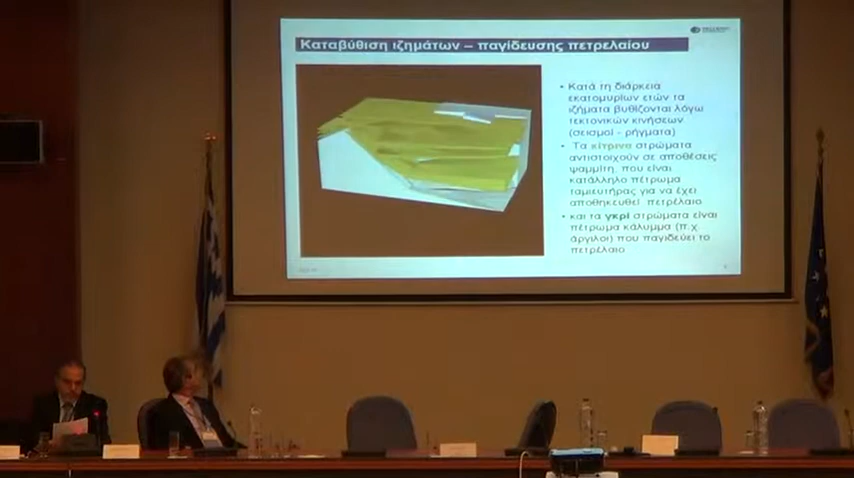 Καταβύθιση ιζημάτων – παγίδευσης πετρελαίου
• Κατά τη διάρκεια
εκατομυρίων ετών τα
ιζήματα βυθίζονται λόγω
τεκτονικών κινήσεων
(σεισμοί - ρήγματα)
• Τα κίτρινα στρώματα
αντιστοιχούν σε αποθέσεις
ψαμμίτη, που είναι
κατάλληλο πέτρωμα
ταμιευτήρας για να έχει
αποθηκευθεί πετρέλαιο
• και τα γκρί στρώματα είναι
πέτρωμα κάλυμμα (π.χ
άργιλοι) που παγιδεύει το
πετρέλαιο